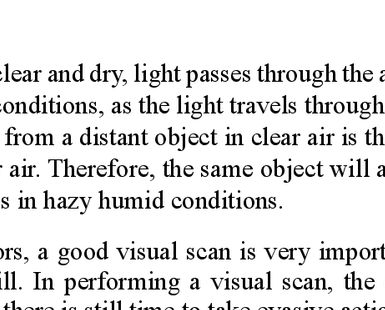 clear and dry, light passes through the a
conditions, as the light travels through
from a distant object in clear air is th
r air. Therefore, the same object will a
s in hazy humid conditions.
ors, a good visual scan is very import
ill. In performing a visual scan, the
there is still time to take evasive acti